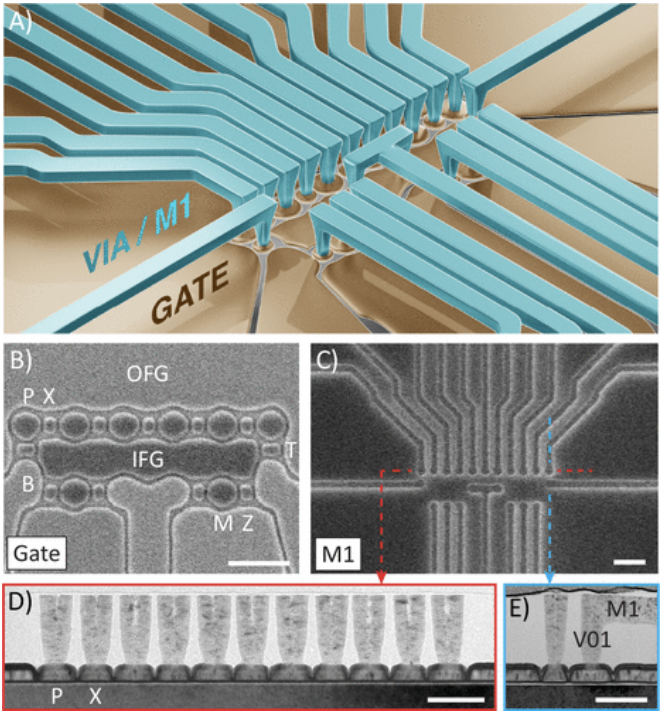 A)
VIA / M1
GATE
B)
OFG
P X
IFG
T
B
M Z
Gate
C)
M1
D)
P X
E)
M1
V01